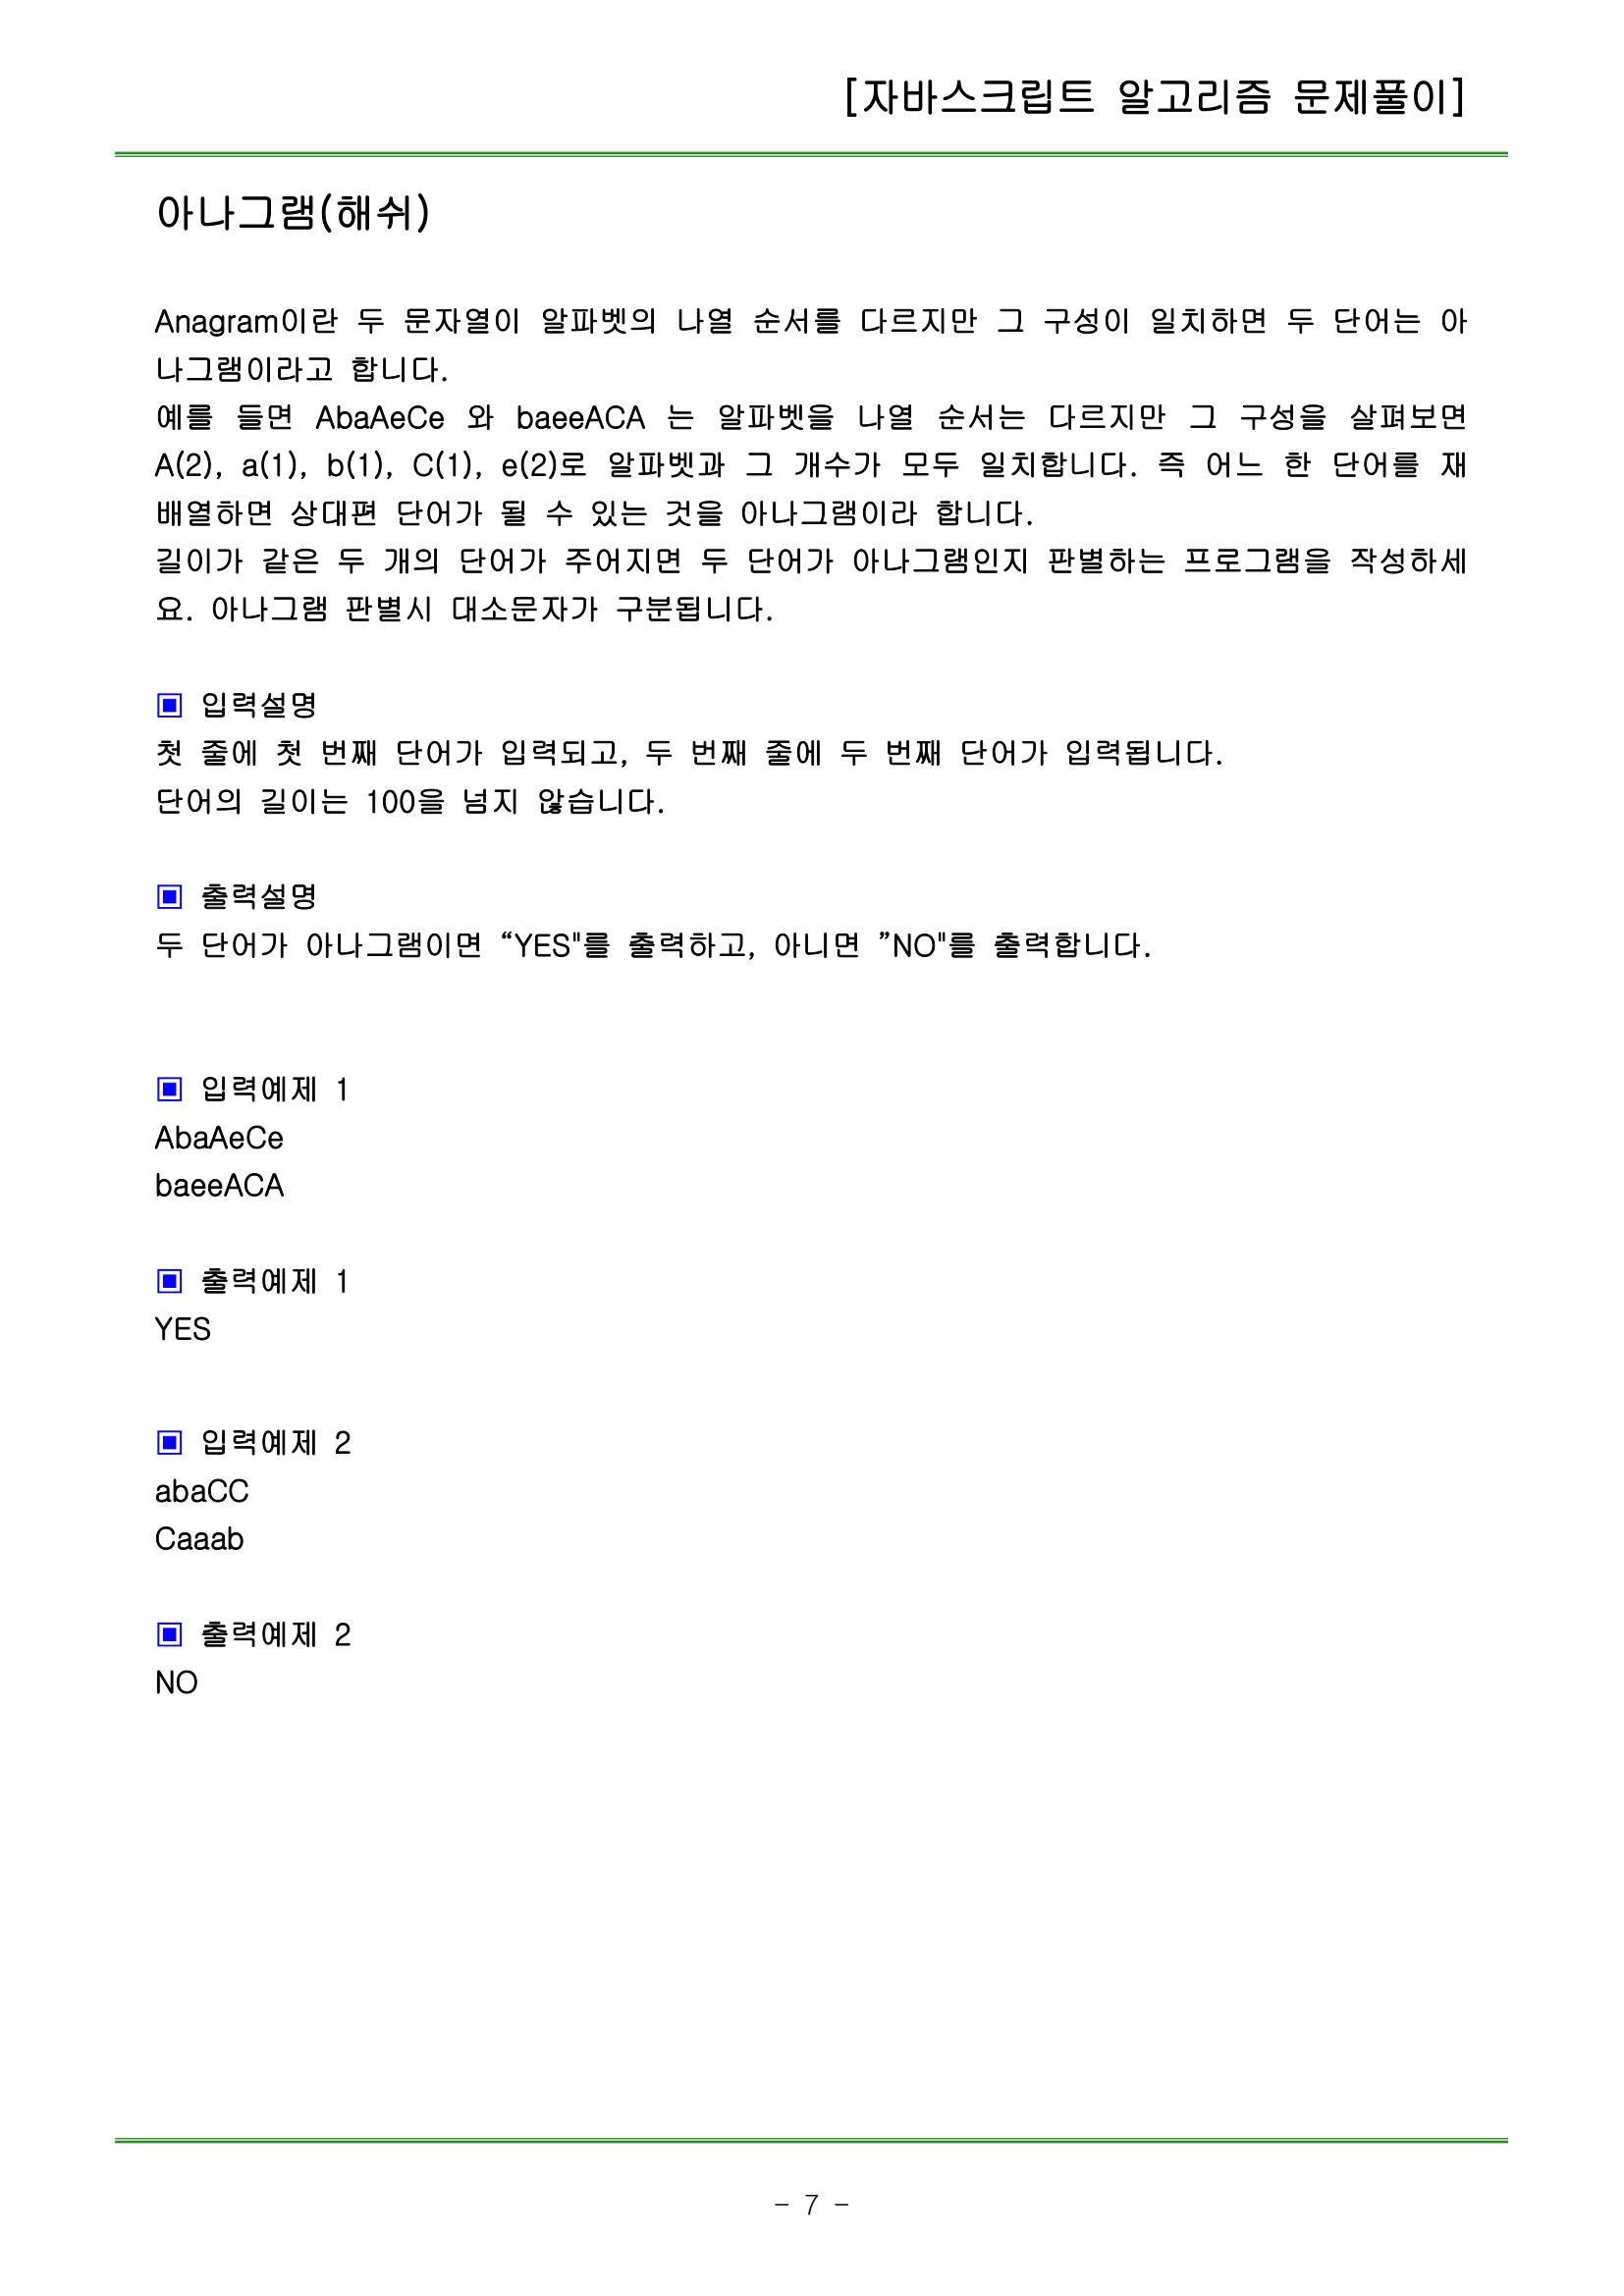 [자바스크립트 알고리즘 문제풀이]
아나그램(해쉬)
Anagram이란 두 문자열이 알파벳의 나열 순서를 다르지만 그 구성이 일치하면 두 단어는 아
나그램이라고 합니다.
예를 들면 AbaAeCe 와 baeeACA 는 알파벳을 나열 순서는 다르지만 그 구성을 살펴보면
A(2), a(1), b(1), C(1), e(2)로 알파벳과 그 개수가 모두 일치합니다. 즉 어느 한 단어를 재
배열하면 상대편 단어가 될 수 있는 것을 아나그램이라 합니다.
길이가 같은 두 개의 단어가 주어지면 두 단어가 아나그램인지 판별하는 프로그램을 작성하세
요. 아나그램 판별시 대소문자가 구분됩니다.
▣ 입력설명
첫 줄에 첫 번째 단어가 입력되고, 두 번째 줄에 두 번째 단어가 입력됩니다.
단어의 길이는 100을 넘지 않습니다.
▣ 출력설명
두 단어가 아나그램이면 “YES"를 출력하고, 아니면 ”NO"를 출력합니다.
▣ 입력예제 1
AbaAeCe
baeeACA
▣ 출력예제 1
YES
▣ 입력예제 2
abaCC
Caaab
▣ 출력예제 2
NO
- 7 -